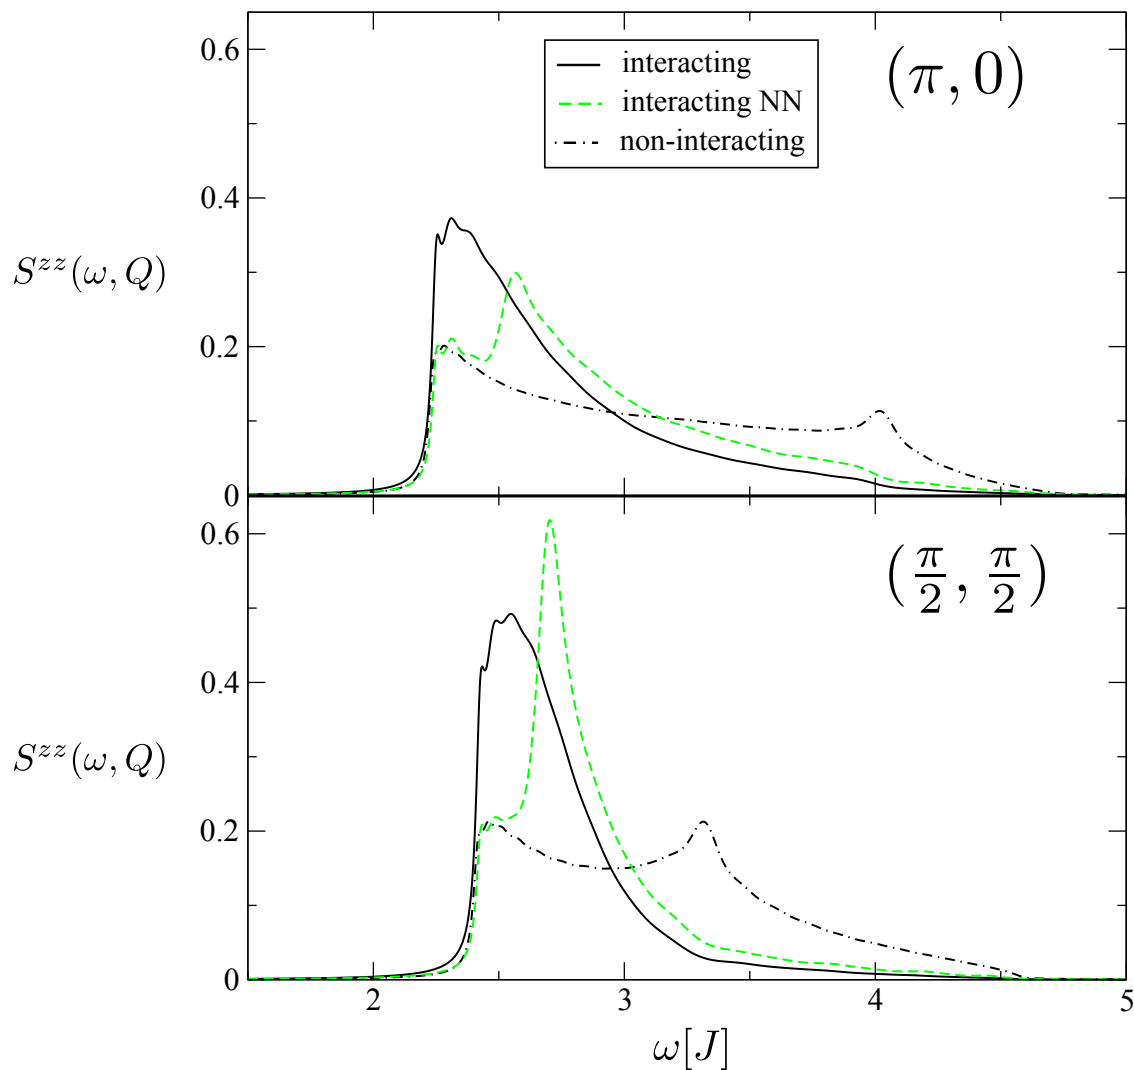 0.6
(π, 0)
interacting
interacting NN
non-interacting
0.4
S^{zz}(ω, Q)
0.2
0
0.6
(π/2, π/2)
0.4
S^{zz}(ω, Q)
0.2
0
2 3 4 5
ω[J]